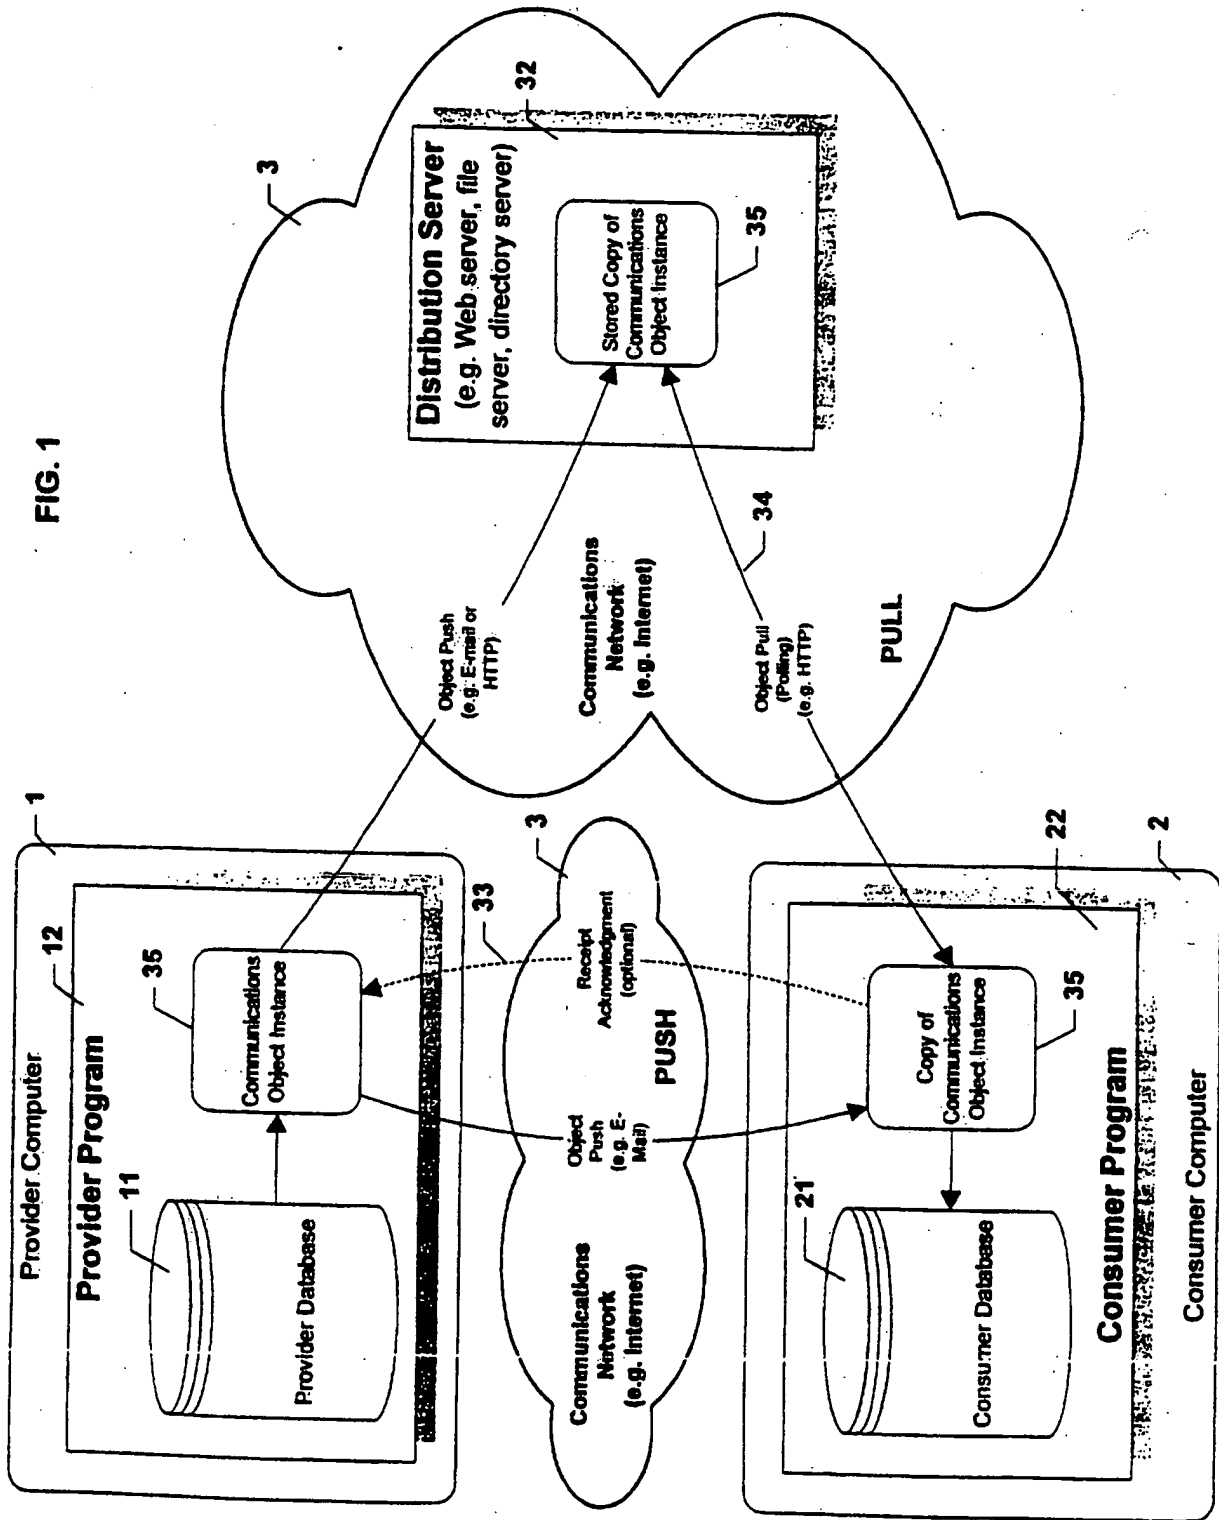 FIG. 1
Provider Computer
1
Provider Program
12
11
Provider Database
35
Communications
Object Instance
Communications
Network
(e.g. Internet)
Object
Push
(e.g. E-
Mail)
PUSH
Receipt
Acknowledgment
(optional)
33
3
Consumer Computer
2
Consumer Program
22
21
Consumer Database
Copy of
Communications
Object Instance
35
3
Object Push
(e.g. E-mail or
HTTP)
Communications
Network
(e.g. Internet)
Object Pull
(Polling)
(e.g. HTTP)
34
PULL
Distribution Server
(e.g. Web server, file
server, directory server)
32
Stored Copy of
Communications
Object Instance
35